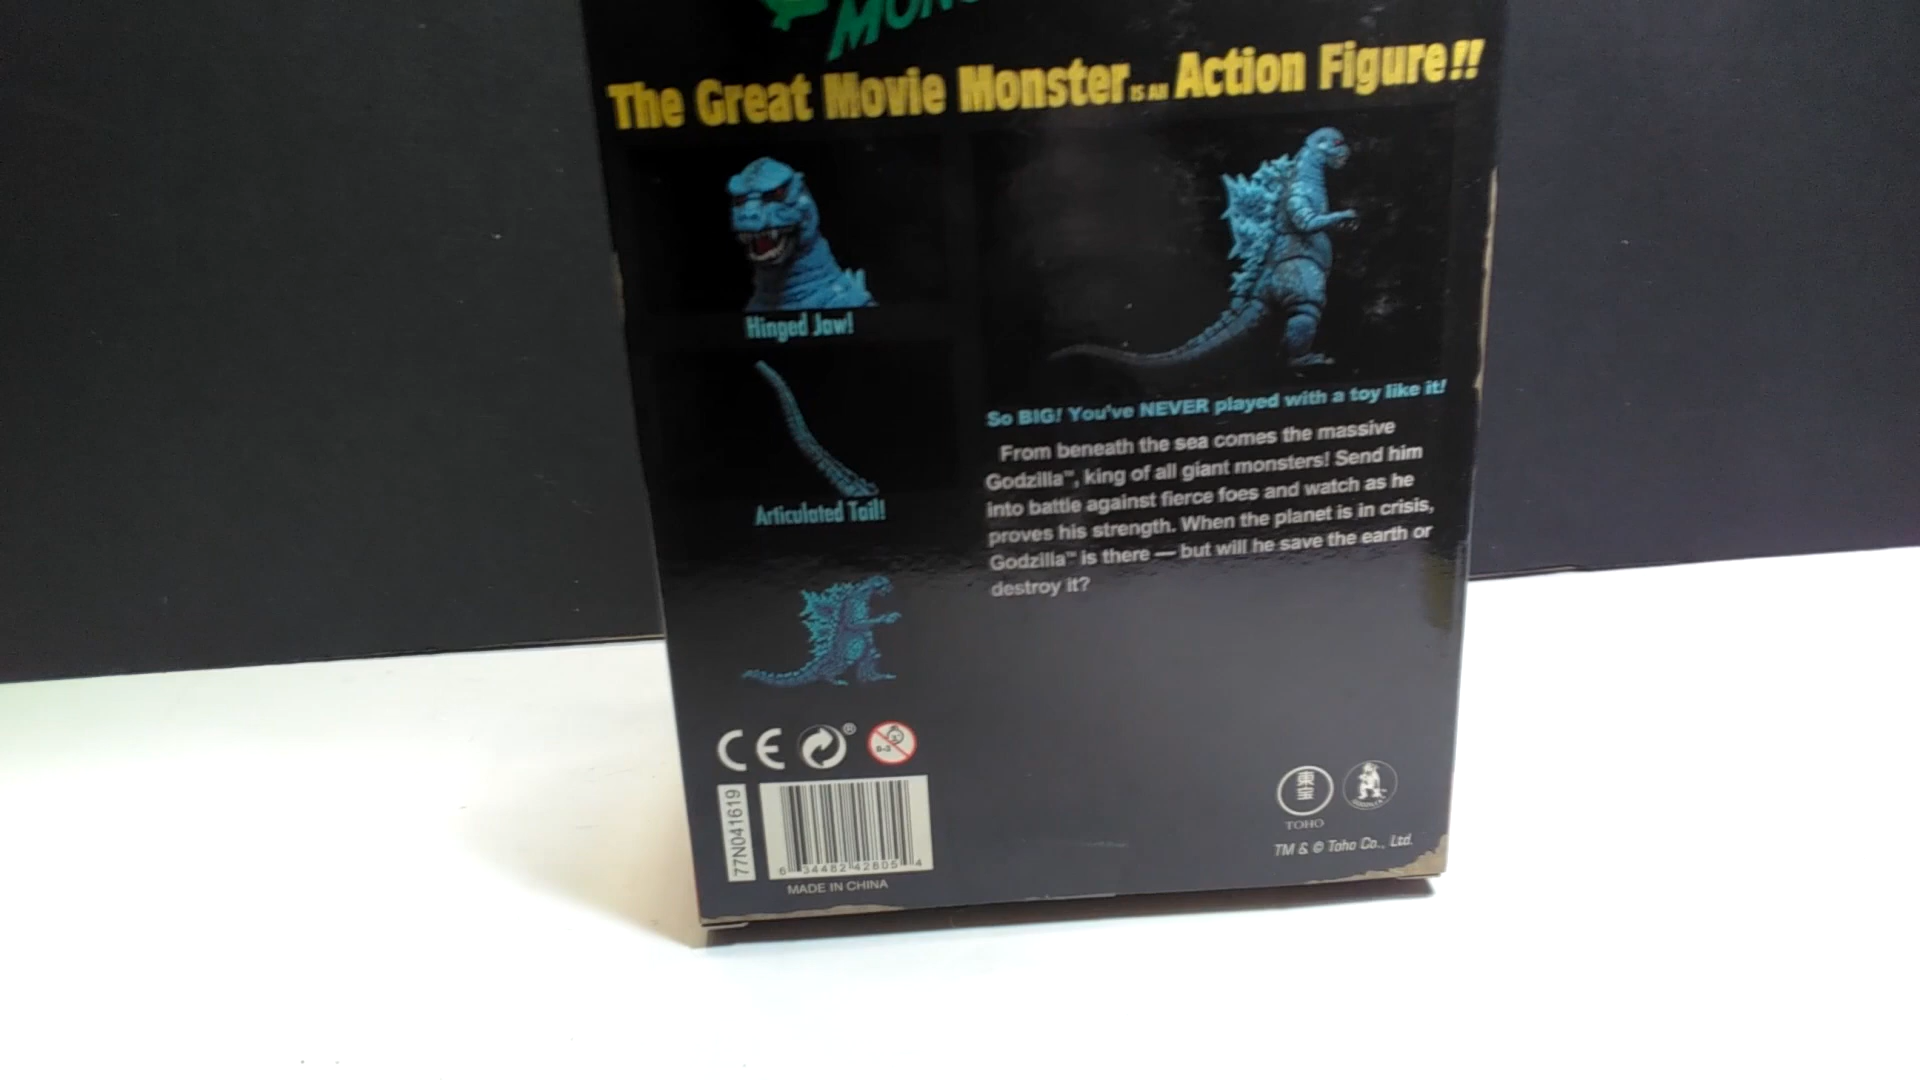 The Great Movie Monster... IS AN Action Figure!!
Hinged Jaw!
Articulated Tail!
So BIG! You've NEVER played with a toy like it!
From beneath the sea comes the massive
Godzilla™, king of all giant monsters! Send him
into battle against fierce foes and watch as he
proves his strength. When the planet is in crisis,
Godzilla™ is there — but will he save the earth or
destroy it?
CE ®
0-3
77N041619
6 34482 42605 4
MADE IN CHINA
東宝
TOHO
GODZILLA
TM & © Toho Co., Ltd.